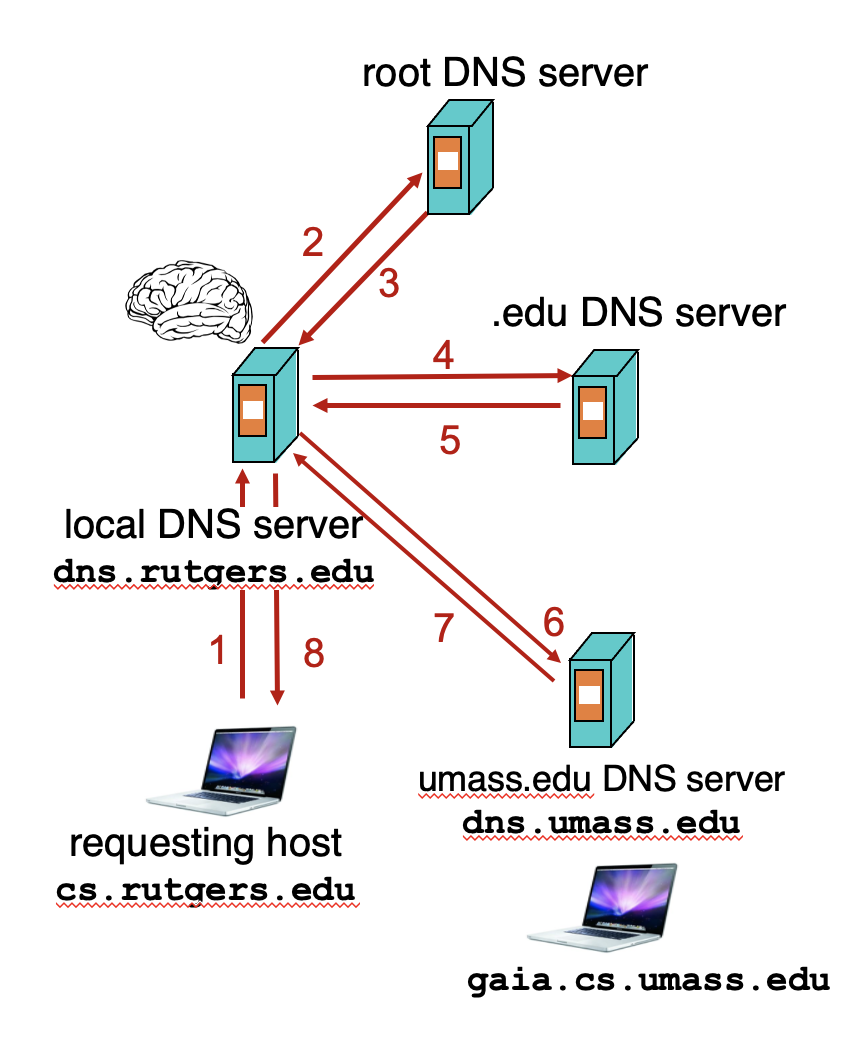 root DNS server
2
3
.edu DNS server
4
5
local DNS server
dns.rutgers.edu
1
8
7
6
umass.edu DNS server
dns.umass.edu
requesting host
cs.rutgers.edu
gaia.cs.umass.edu